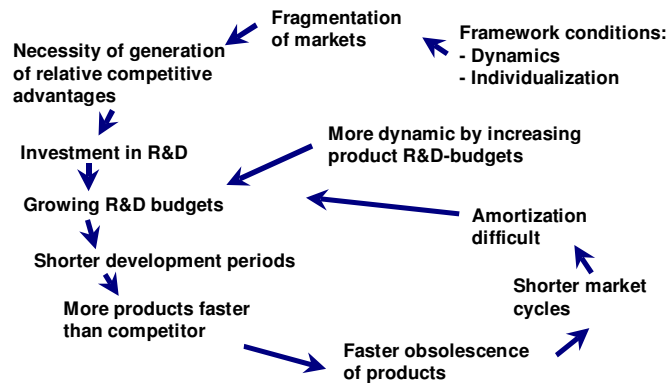 Fragmentation
of markets
Framework conditions:
- Dynamics
- Individualization
Necessity of generation
of relative competitive
advantages
Investment in R&D
More dynamic by increasing
product R&D-budgets
Growing R&D budgets
Amortization
difficult
Shorter development periods
Shorter market
cycles
More products faster
than competitor
Faster obsolescence
of products